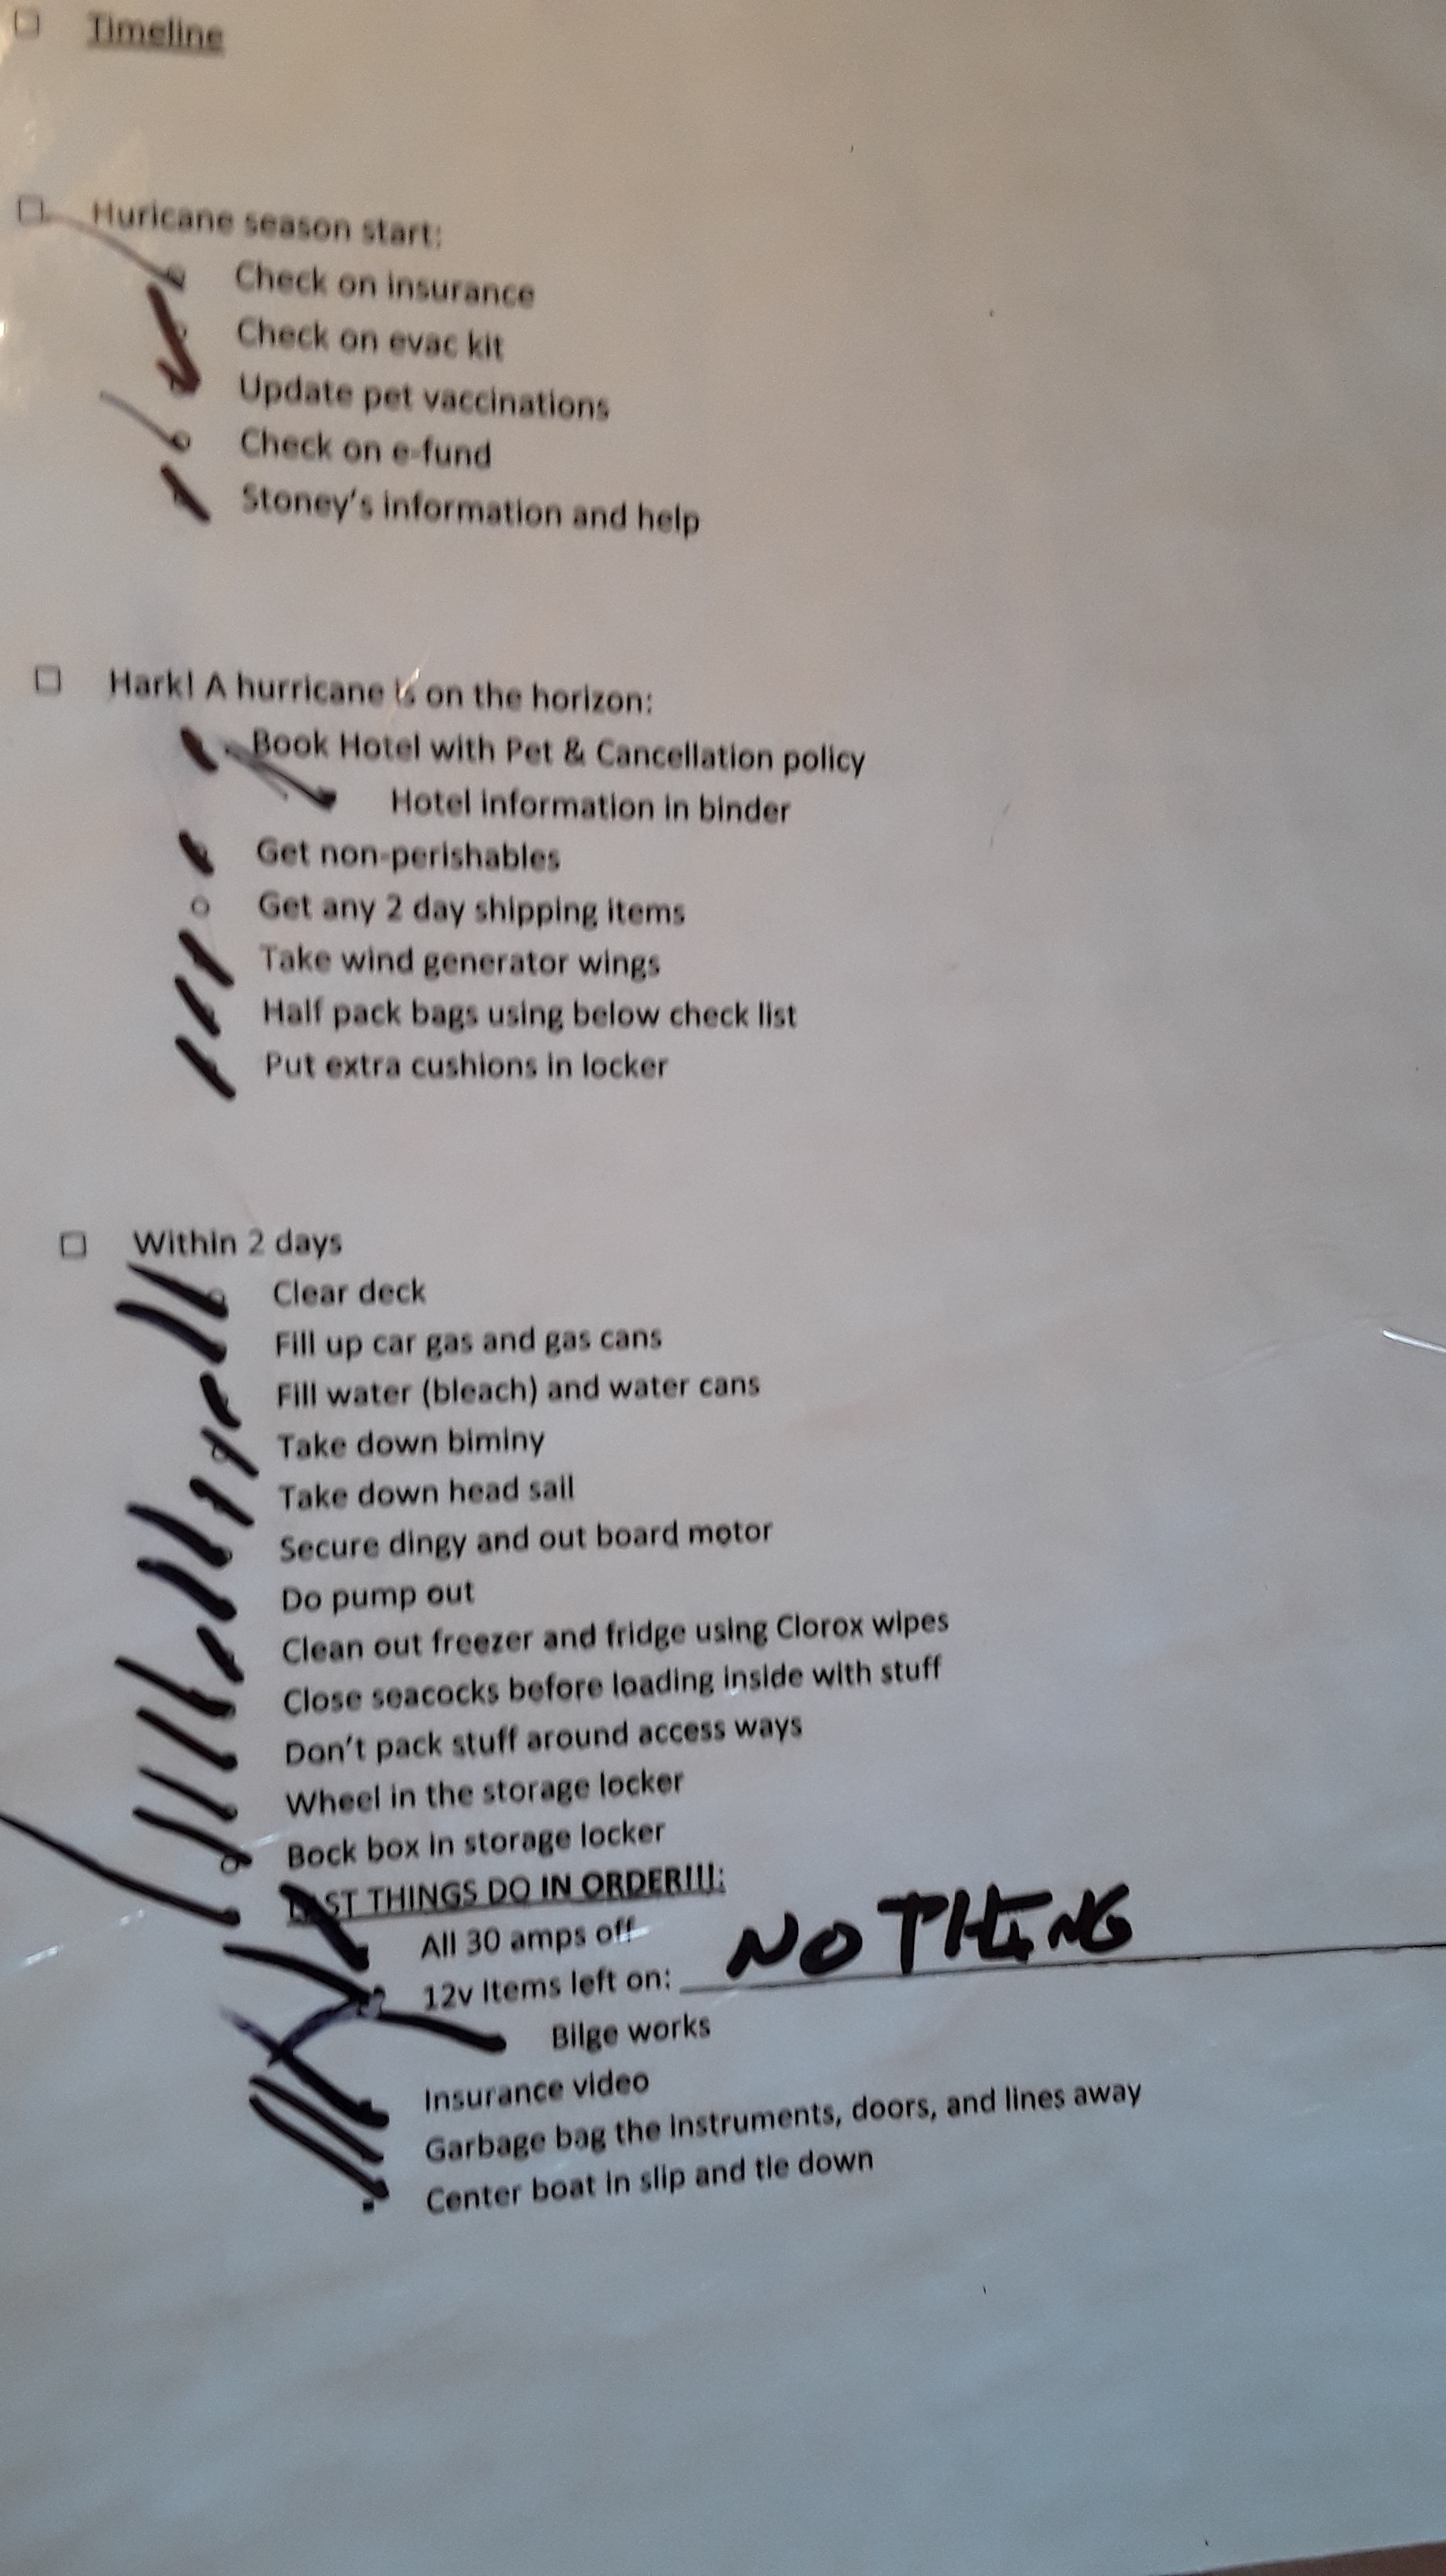 Timeline
Huricane season start:
Check on insurance
Check on evac kit
Update pet vaccinations
Check on e-fund
Stoney's information and help
Hark! A hurricane is on the horizon:
Book Hotel with Pet & Cancellation policy
Hotel information in binder
Get non-perishables
Get any 2 day shipping items
Take wind generator wings
Half pack bags using below check list
Put extra cushions in locker
Within 2 days
Clear deck
Fill up car gas and gas cans
Fill water (bleach) and water cans
Take down biminy
Take down head sail
Secure dingy and out board motor
Do pump out
Clean out freezer and fridge using Clorox wipes
Close seacocks before loading inside with stuff
Don't pack stuff around access ways
Wheel in the storage locker
Bock box in storage locker
LAST THINGS DO IN ORDER!!!:
All 30 amps off
12v Items left on: NOTHING
Bilge works
Insurance video
Garbage bag the instruments, doors, and lines away
Center boat in slip and tie down